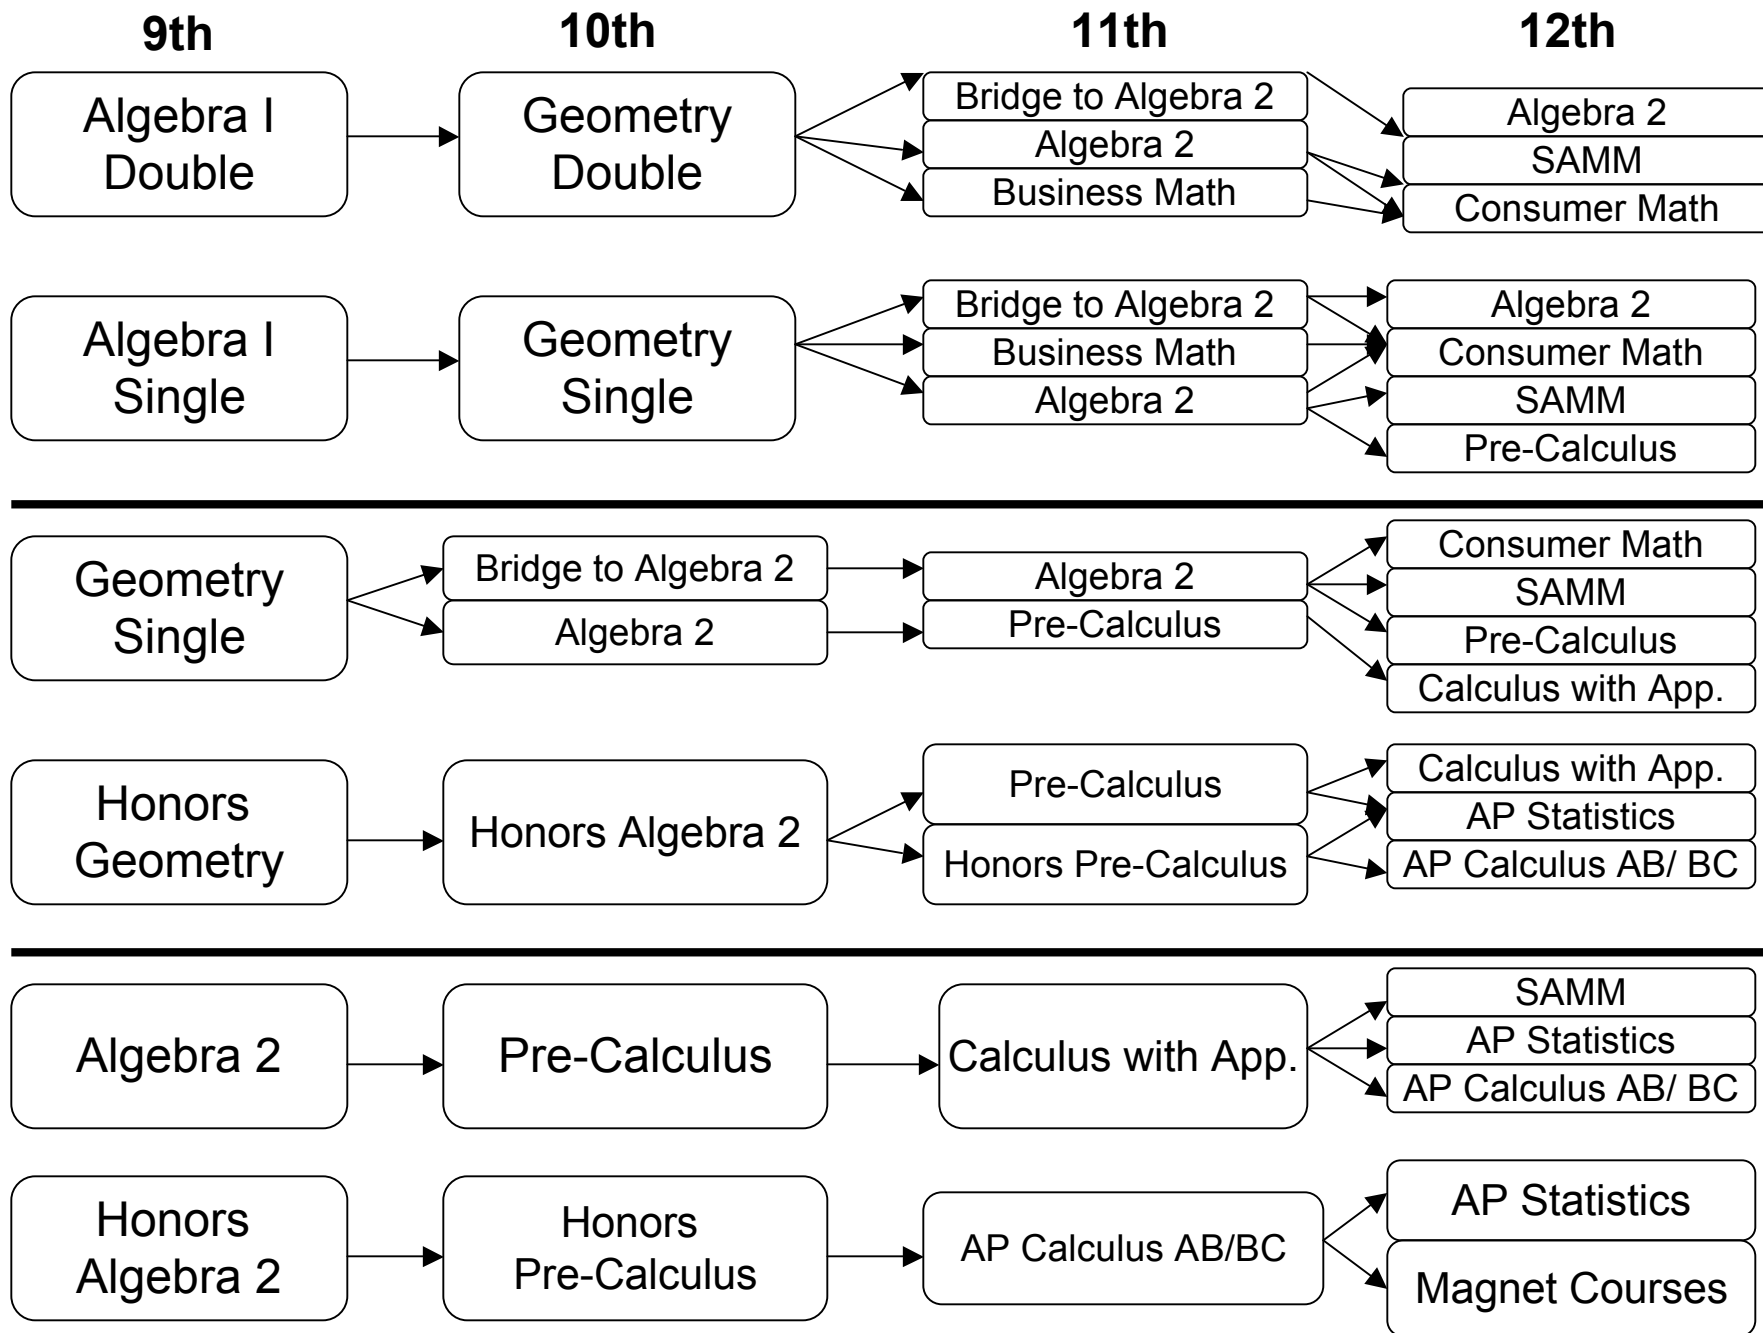 9th
10th
11th
12th
Algebra I
Double
Geometry
Double
Bridge to Algebra 2
Algebra 2
Business Math
Algebra 2
SAMM
Consumer Math
Algebra I
Single
Geometry
Single
Bridge to Algebra 2
Business Math
Algebra 2
Algebra 2
Consumer Math
SAMM
Pre-Calculus
Geometry
Single
Bridge to Algebra 2
Algebra 2
Algebra 2
Pre-Calculus
Consumer Math
SAMM
Pre-Calculus
Calculus with App.
Honors
Geometry
Honors Algebra 2
Pre-Calculus
Honors Pre-Calculus
Calculus with App.
AP Statistics
AP Calculus AB/ BC
Algebra 2
Pre-Calculus
Calculus with App.
SAMM
AP Statistics
AP Calculus AB/ BC
Honors
Algebra 2
Honors
Pre-Calculus
AP Calculus AB/BC
AP Statistics
Magnet Courses